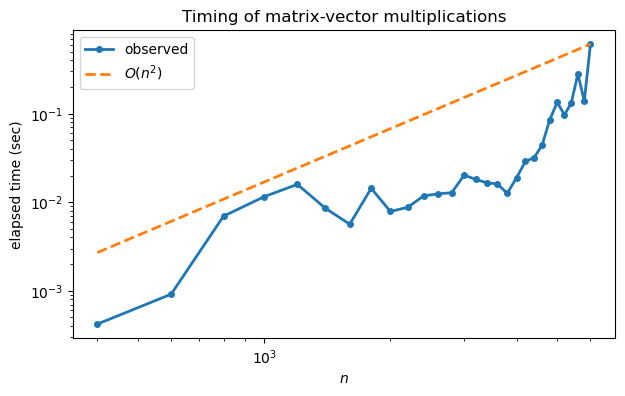 Timing of matrix-vector multiplications
observed
O(n²)
elapsed time (sec)
10⁻¹
10⁻²
10⁻³
10³
n